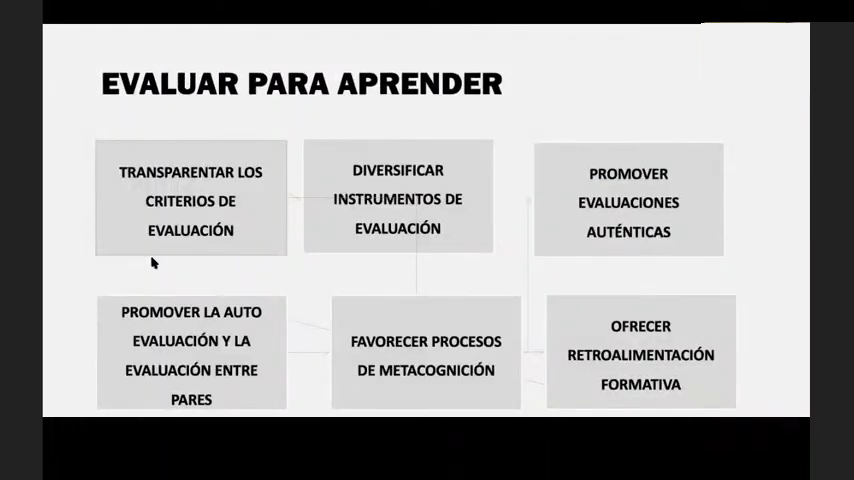 EVALUAR PARA APRENDER
TRANSPARENTAR LOS
CRITERIOS DE
EVALUACIÓN
DIVERSIFICAR
INSTRUMENTOS DE
EVALUACIÓN
PROMOVER
EVALUACIONES
AUTÉNTICAS
PROMOVER LA AUTO
EVALUACIÓN Y LA
EVALUACIÓN ENTRE
PARES
FAVORECER PROCESOS
DE METACOGNICIÓN
OFRECER
RETROALIMENTACIÓN
FORMATIVA